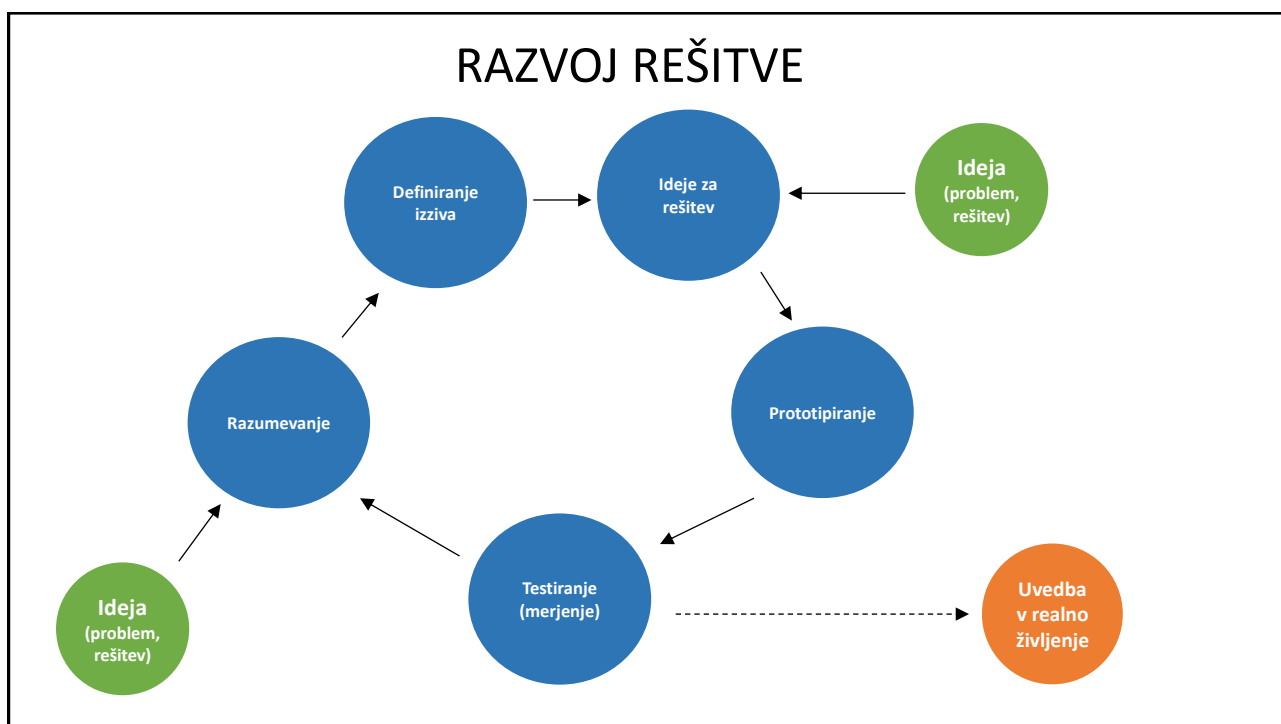 RAZVOJ REŠITVE
Definiranje
izziva
Ideje za
rešitev
Ideja
(problem,
rešitev)
Razumevanje
Prototipiranje
Testiranje
(merjenje)
Ideja
(problem,
rešitev)
Uvedba
v realno
življenje